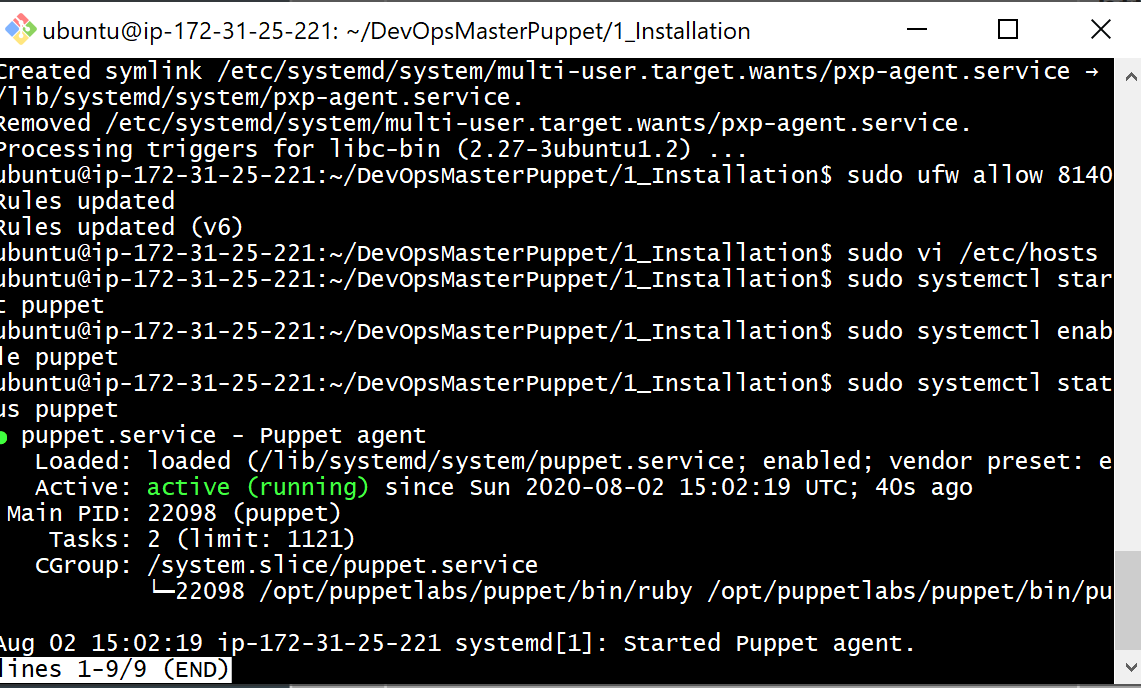 ubuntu@ip-172-31-25-221: ~/DevOpsMasterPuppet/1_Installation
Created symlink /etc/systemd/system/multi-user.target.wants/pxp-agent.service →
/lib/systemd/system/pxp-agent.service.
Removed /etc/systemd/system/multi-user.target.wants/pxp-agent.service.
Processing triggers for libc-bin (2.27-3ubuntu1.2) ...
ubuntu@ip-172-31-25-221:~/DevOpsMasterPuppet/1_Installation$ sudo ufw allow 8140
Rules updated
Rules updated (v6)
ubuntu@ip-172-31-25-221:~/DevOpsMasterPuppet/1_Installation$ sudo vi /etc/hosts
ubuntu@ip-172-31-25-221:~/DevOpsMasterPuppet/1_Installation$ sudo systemctl star
t puppet
ubuntu@ip-172-31-25-221:~/DevOpsMasterPuppet/1_Installation$ sudo systemctl enab
le puppet
ubuntu@ip-172-31-25-221:~/DevOpsMasterPuppet/1_Installation$ sudo systemctl stat
us puppet
● puppet.service - Puppet agent
   Loaded: loaded (/lib/systemd/system/puppet.service; enabled; vendor preset: e
   Active: active (running) since Sun 2020-08-02 15:02:19 UTC; 40s ago
 Main PID: 22098 (puppet)
    Tasks: 2 (limit: 1121)
   CGroup: /system.slice/puppet.service
           └─22098 /opt/puppetlabs/puppet/bin/ruby /opt/puppetlabs/puppet/bin/pu
Aug 02 15:02:19 ip-172-31-25-221 systemd[1]: Started Puppet agent.
lines 1-9/9 (END)